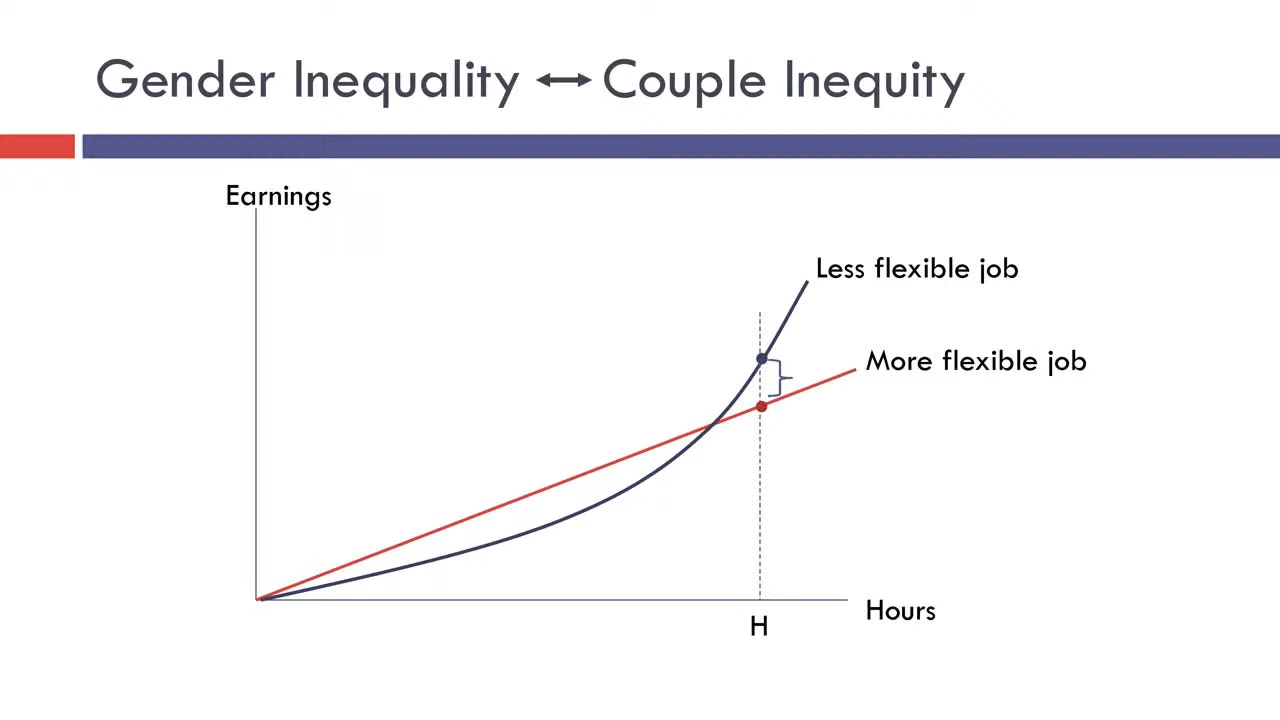 Gender Inequality ↔ Couple Inequity
Earnings
Less flexible job
More flexible job
Hours
H